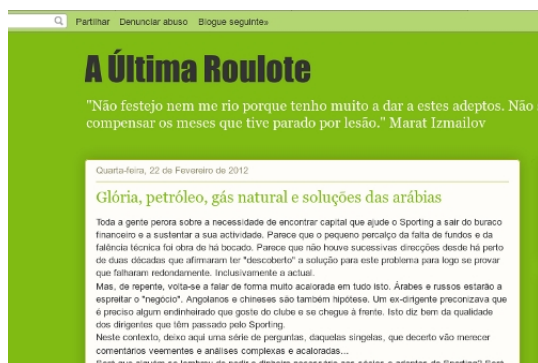 Partilhar Denunciar abuso Blogue seguinte»
A Última Roulote
"Não festejo nem me rio porque tenho muito a dar a estes adeptos. Não
compensar os meses que tive parado por lesão." Marat Izmailov
Quarta-feira, 22 de Fevereiro de 2012
Glória, petróleo, gás natural e soluções das arábias
Toda a gente perora sobre a necessidade de encontrar capital que ajude o Sporting a sair do buraco
financeiro e a sustentar a sua actividade. Parece que o pequeno percalço da falta de fundos e da
falência técnica foi obra de há bocado. Parece que não houve sucessivas direcções desde há perto
de duas décadas que afirmaram ter "descoberto" a solução para este problema para logo se provar
que falharam redondamente. Inclusivamente a actual.
Mas, de repente, volta-se a falar de forma muito acalorada em tudo isto. Árabes e russos estarão a
espreitar o "negócio". Angolanos e chineses são também hipótese. Um ex-dirigente preconizava que
é preciso algum endinheirado que goste do clube e se chegue à frente. Isto diz bem da qualidade
dos dirigentes que têm passado pelo Sporting.
Neste contexto, deixo aqui uma série de perguntas, daquelas singelas, que decerto vão merecer
comentários veementes e análises complexas e acaloradas...